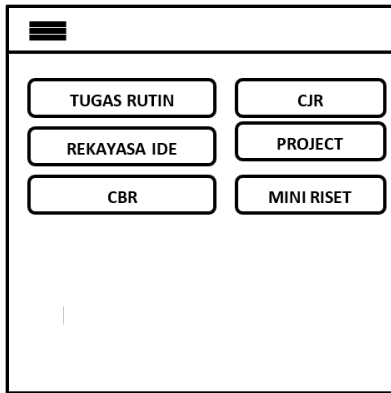 TUGAS RUTIN
CJR
REKAYASA IDE
PROJECT
CBR
MINI RISET